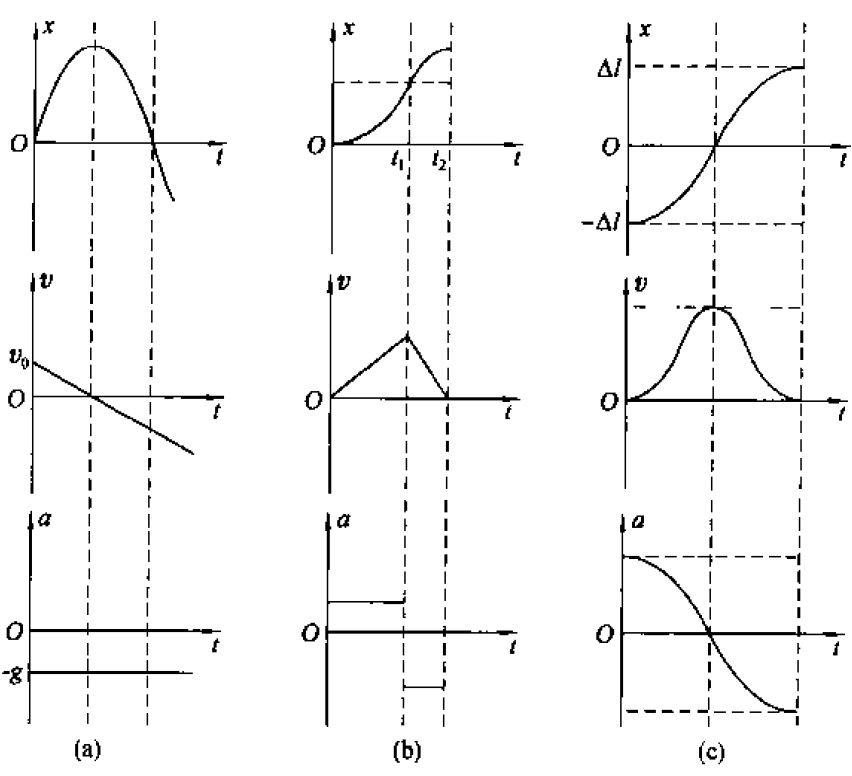 x x x
Δl
O t O t₁ t₂ t O t
−Δl
v v v
v₀
O t O t O t
a a a
O t O t O t
-g
(a) (b) (c)